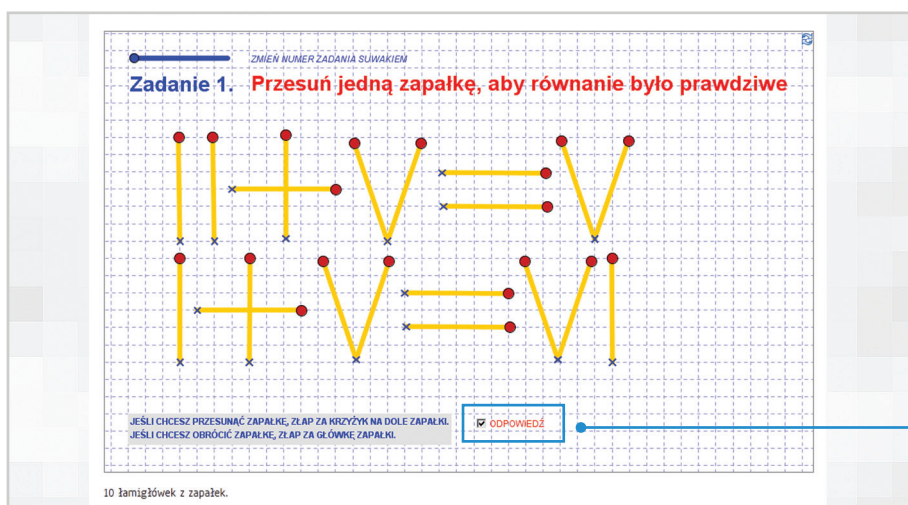 ZMIEŃ NUMER ZADANIA SUWAKIEM
Zadanie 1. Przesuń jedną zapałkę, aby równanie było prawdziwe
JEŚLI CHCESZ PRZESUNĄĆ ZAPAŁKĘ, ZŁAP ZA KRZYŻYK NA DOLE ZAPAŁKI.
JEŚLI CHCESZ OBRÓCIĆ ZAPAŁKĘ, ZŁAP ZA GŁÓWKĘ ZAPAŁKI.
ODPOWIEDŹ
10 łamigłówek z zapałek.